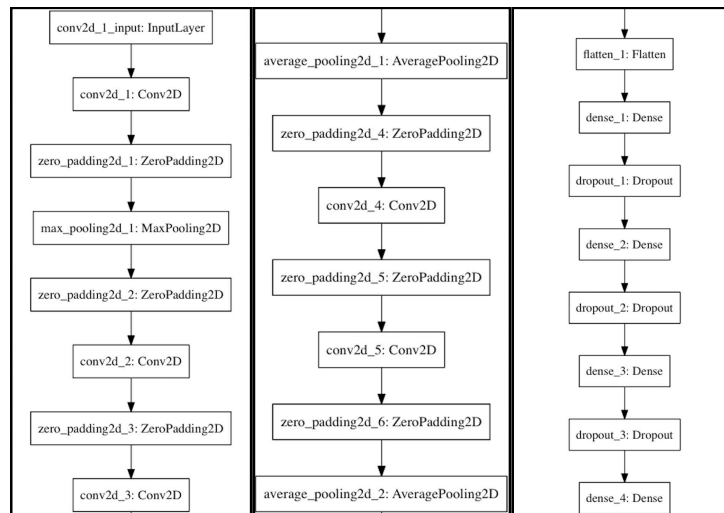 conv2d_1_input: InputLayer
conv2d_1: Conv2D
zero_padding2d_1: ZeroPadding2D
max_pooling2d_1: MaxPooling2D
zero_padding2d_2: ZeroPadding2D
conv2d_2: Conv2D
zero_padding2d_3: ZeroPadding2D
conv2d_3: Conv2D
average_pooling2d_1: AveragePooling2D
zero_padding2d_4: ZeroPadding2D
conv2d_4: Conv2D
zero_padding2d_5: ZeroPadding2D
conv2d_5: Conv2D
zero_padding2d_6: ZeroPadding2D
average_pooling2d_2: AveragePooling2D
flatten_1: Flatten
dense_1: Dense
dropout_1: Dropout
dense_2: Dense
dropout_2: Dropout
dense_3: Dense
dropout_3: Dropout
dense_4: Dense